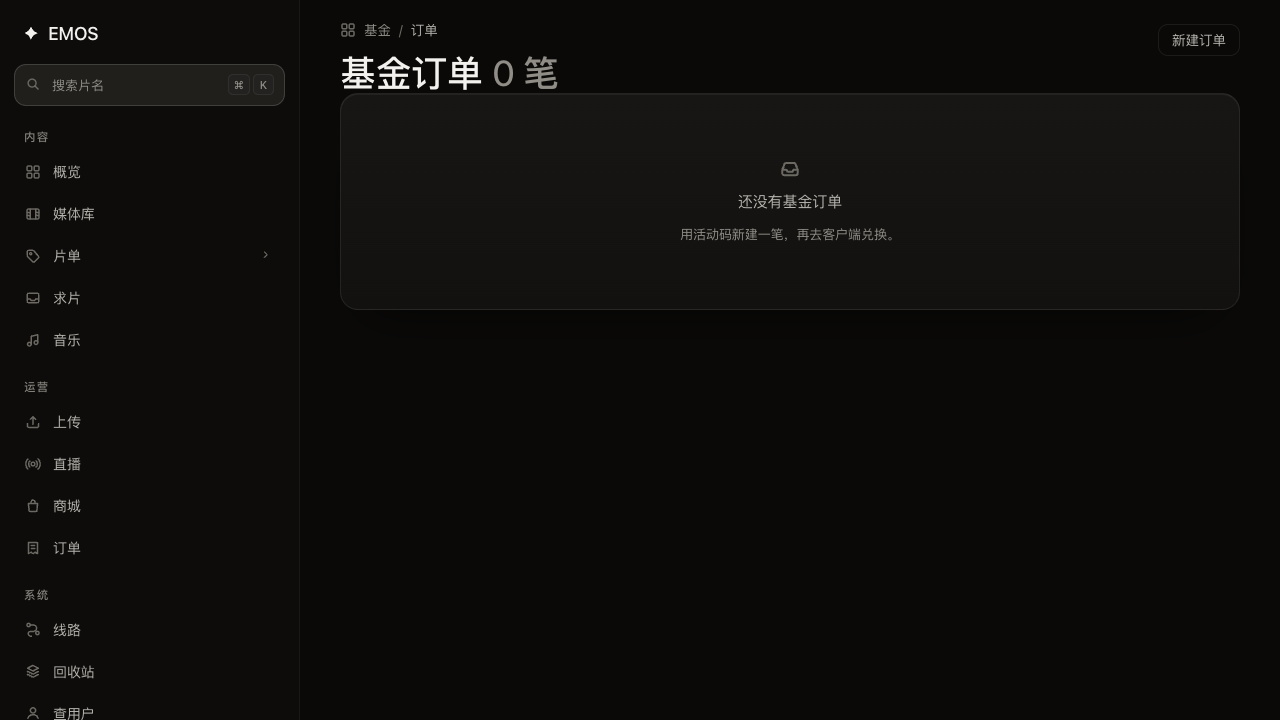 EMOS
搜索片名 ⌘ K
内容
概览
媒体库
片单
求片
音乐
运营
上传
直播
商城
订单
系统
线路
回收站
查用户
基金 / 订单
新建订单
基金订单 0 笔
还没有基金订单
用活动码新建一笔，再去客户端兑换。